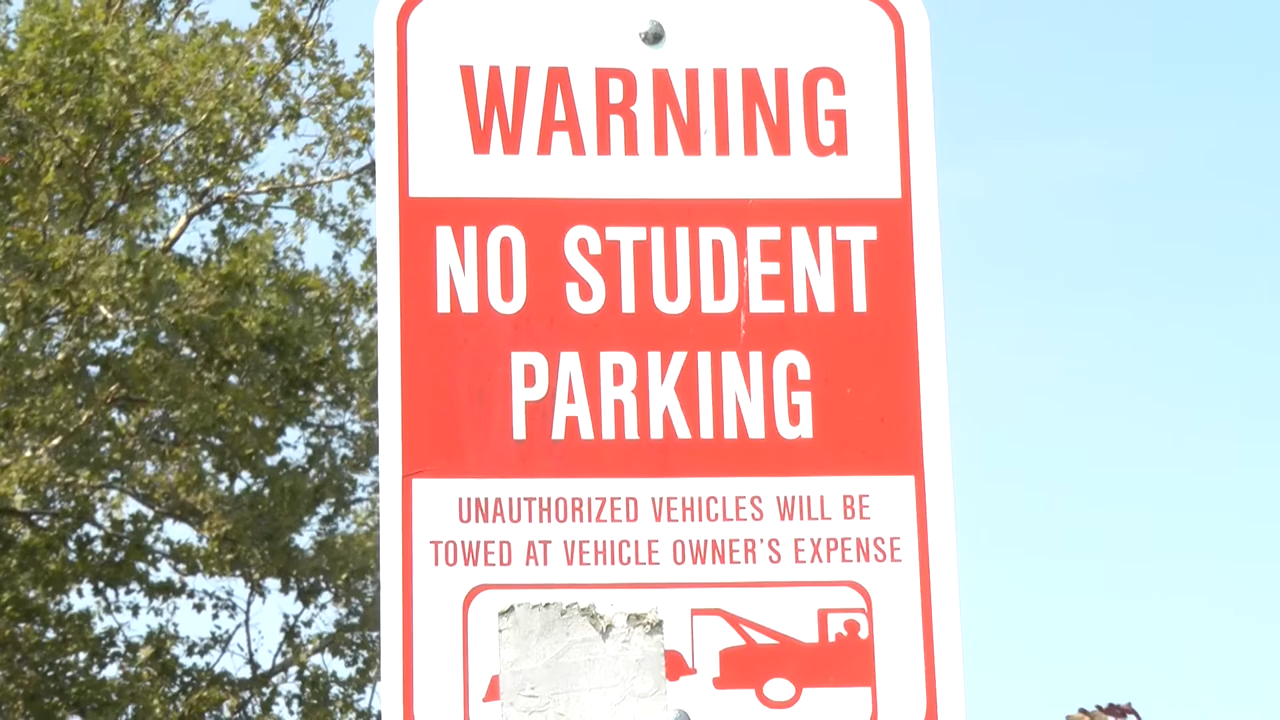 WARNING
NO STUDENT
PARKING
UNAUTHORIZED VEHICLES WILL BE
TOWED AT VEHICLE OWNER'S EXPENSE